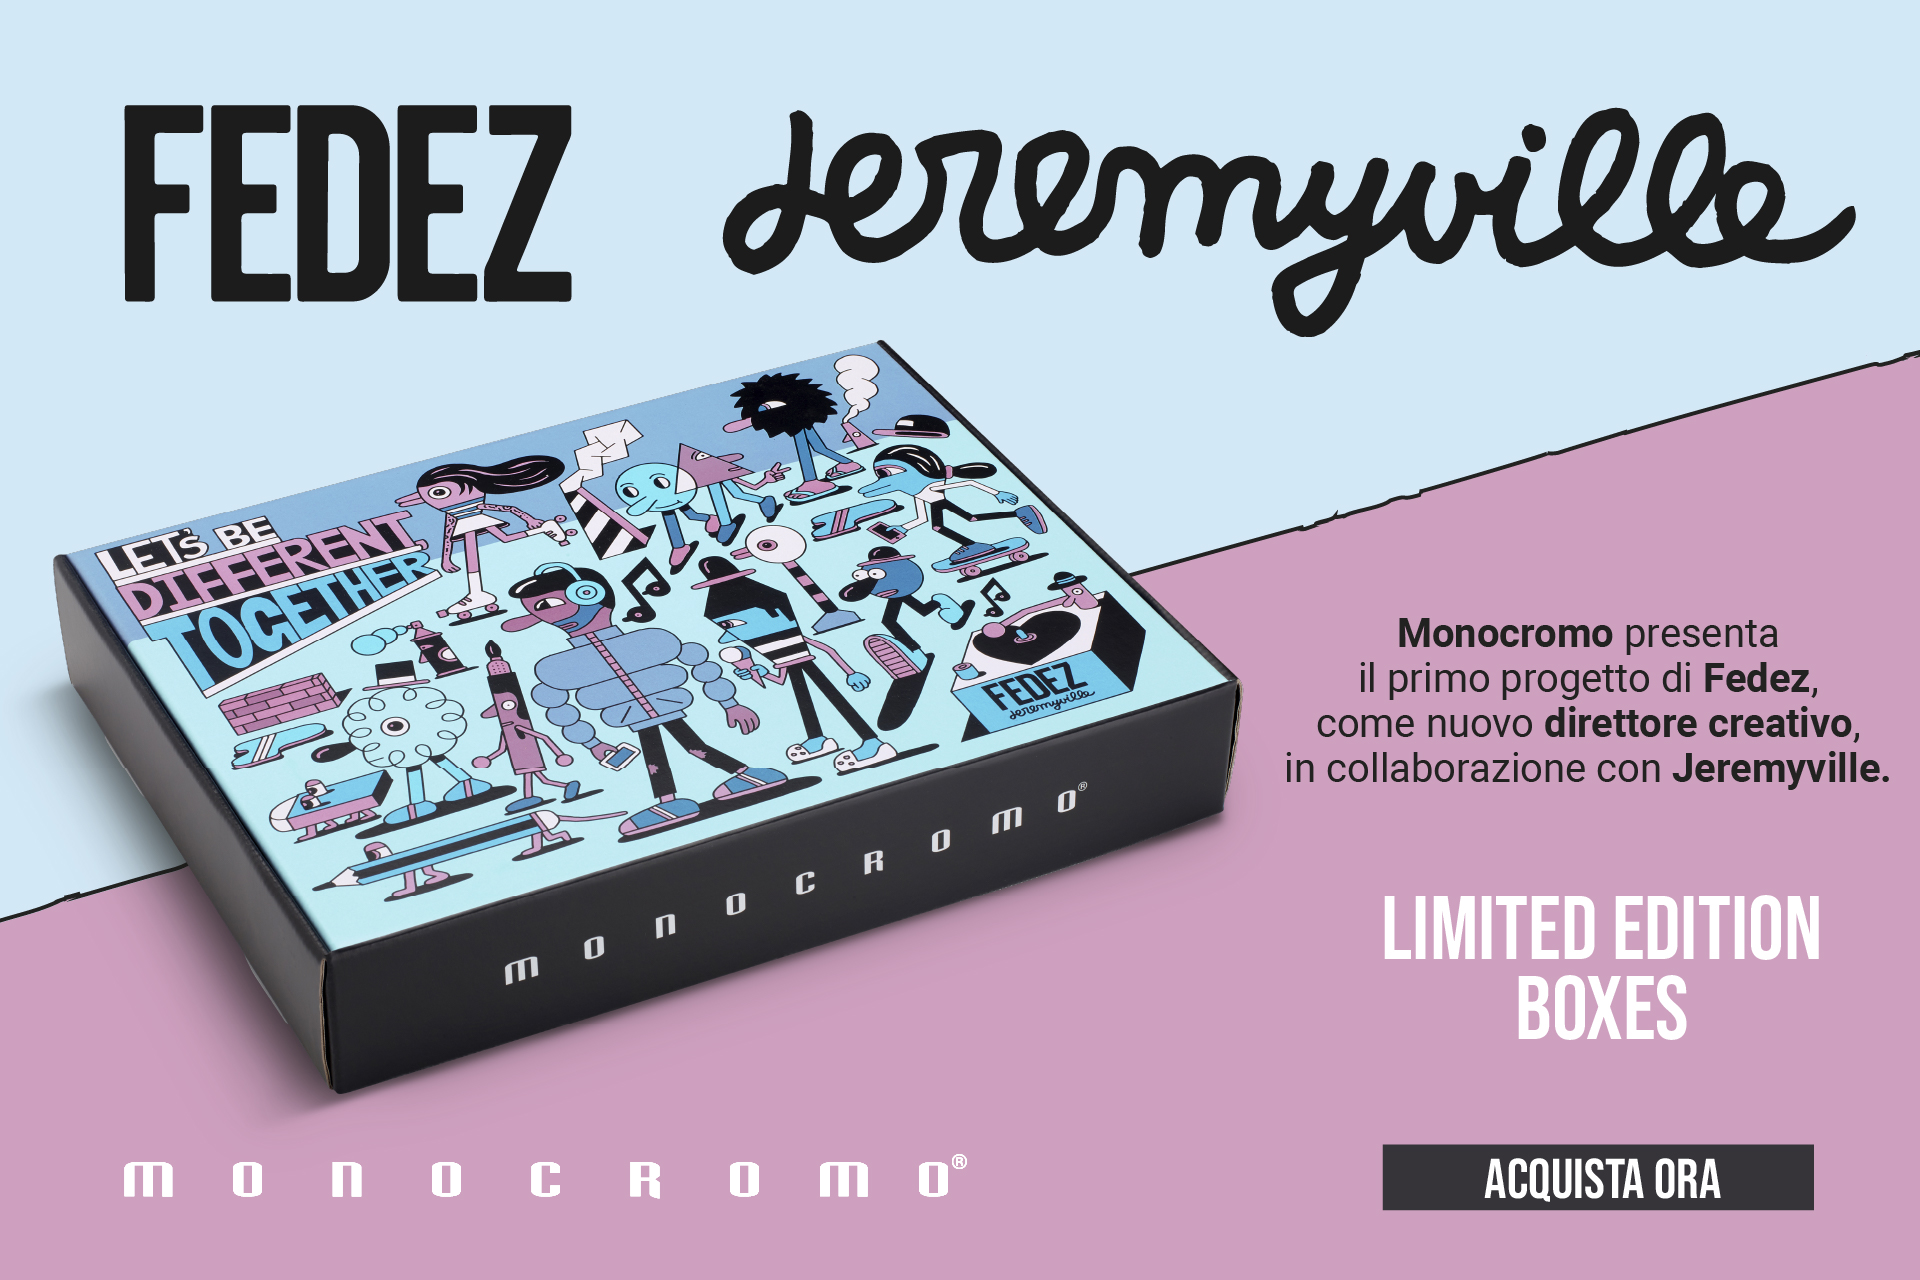 FEDEZ
Jeremyville
LET'S BE
DIFFERENT,
TOGETHER
FEDEZ
Jeremyville
MONOCROMO®
Monocromo presenta
il primo progetto di Fedez,
come nuovo direttore creativo,
in collaborazione con Jeremyville.
LIMITED EDITION
BOXES
MONOCROMO®
ACQUISTA ORA